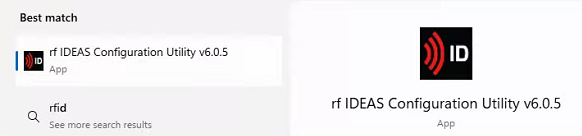 Best match
ID
rf IDEAS Configuration Utility v6.0.5
App
rfid
See more search results
ID
rf IDEAS Configuration Utility v6.0.5
App